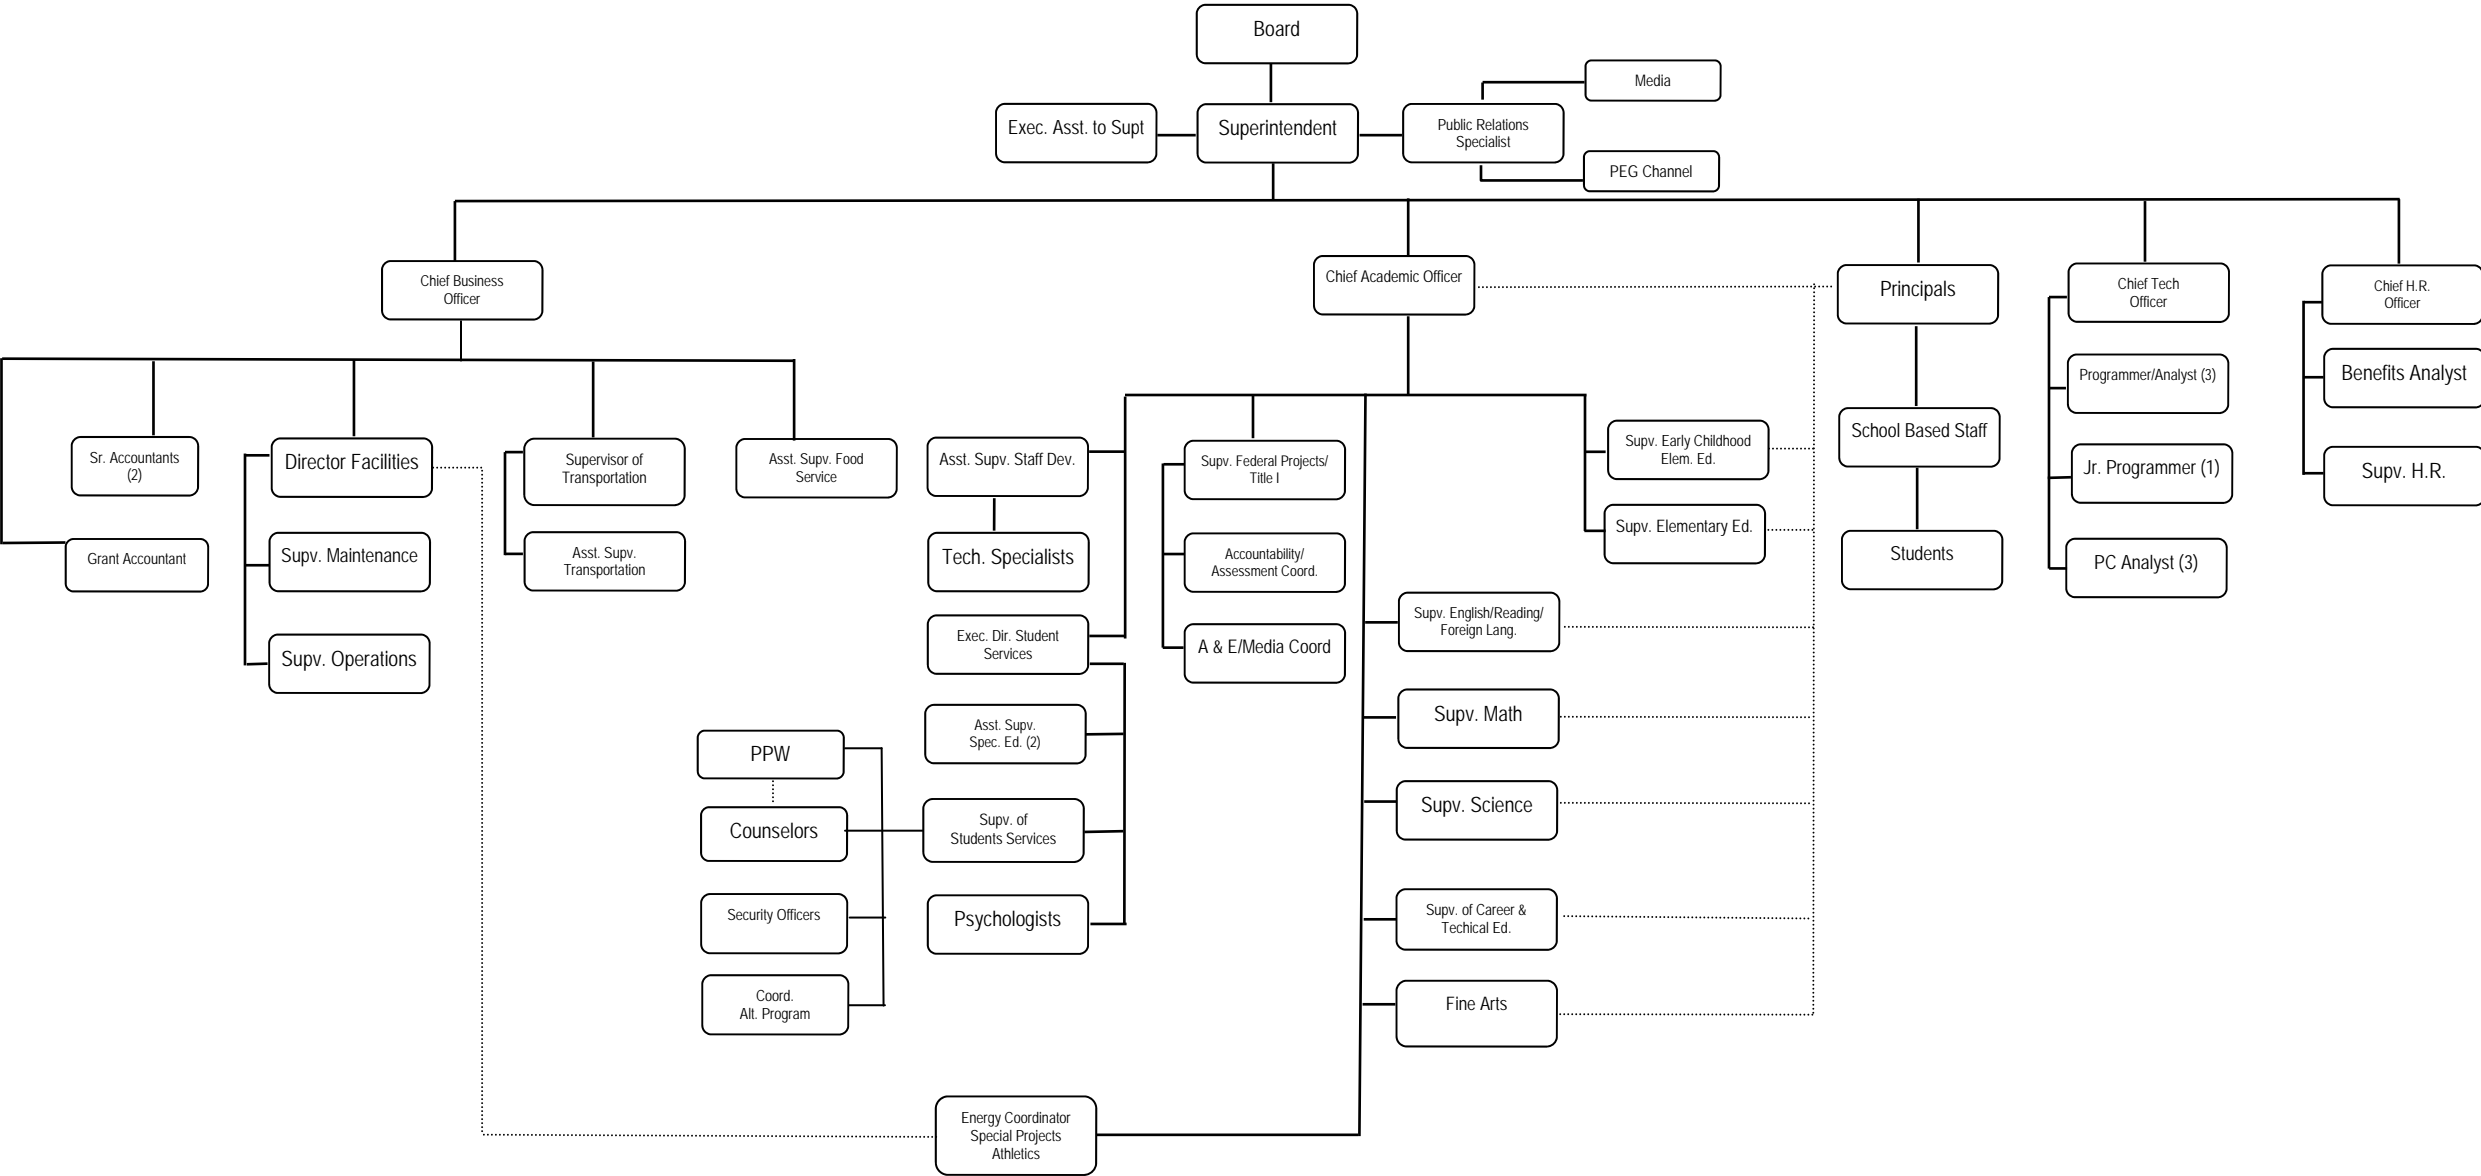 Board
Media
Exec. Asst. to Supt
Superintendent
Public Relations
Specialist
PEG Channel
Chief Business
Officer
Chief Academic Officer
Principals
Chief Tech
Officer
Chief H.R.
Officer
Programmer/Analyst (3)
Benefits Analyst
Sr. Accountants
(2)
Director Facilities
Supervisor of
Transportation
Asst. Supv. Food
Service
Asst. Supv. Staff Dev.
Supv. Federal Projects/
Title I
Supv. Early Childhood
Elem. Ed.
School Based Staff
Jr. Programmer (1)
Supv. H.R.
Grant Accountant
Supv. Maintenance
Asst. Supv.
Transportation
Tech. Specialists
Accountability/
Assessment Coord.
Supv. Elementary Ed.
Students
PC Analyst (3)
Supv. Operations
Exec. Dir. Student
Services
A & E/Media Coord
Supv. English/Reading/
Foreign Lang.
PPW
Asst. Supv.
Spec. Ed. (2)
Supv. Math
Counselors
Supv. of
Students Services
Supv. Science
Security Officers
Psychologists
Supv. of Career &
Techical Ed.
Coord.
Alt. Program
Fine Arts
Energy Coordinator
Special Projects
Athletics